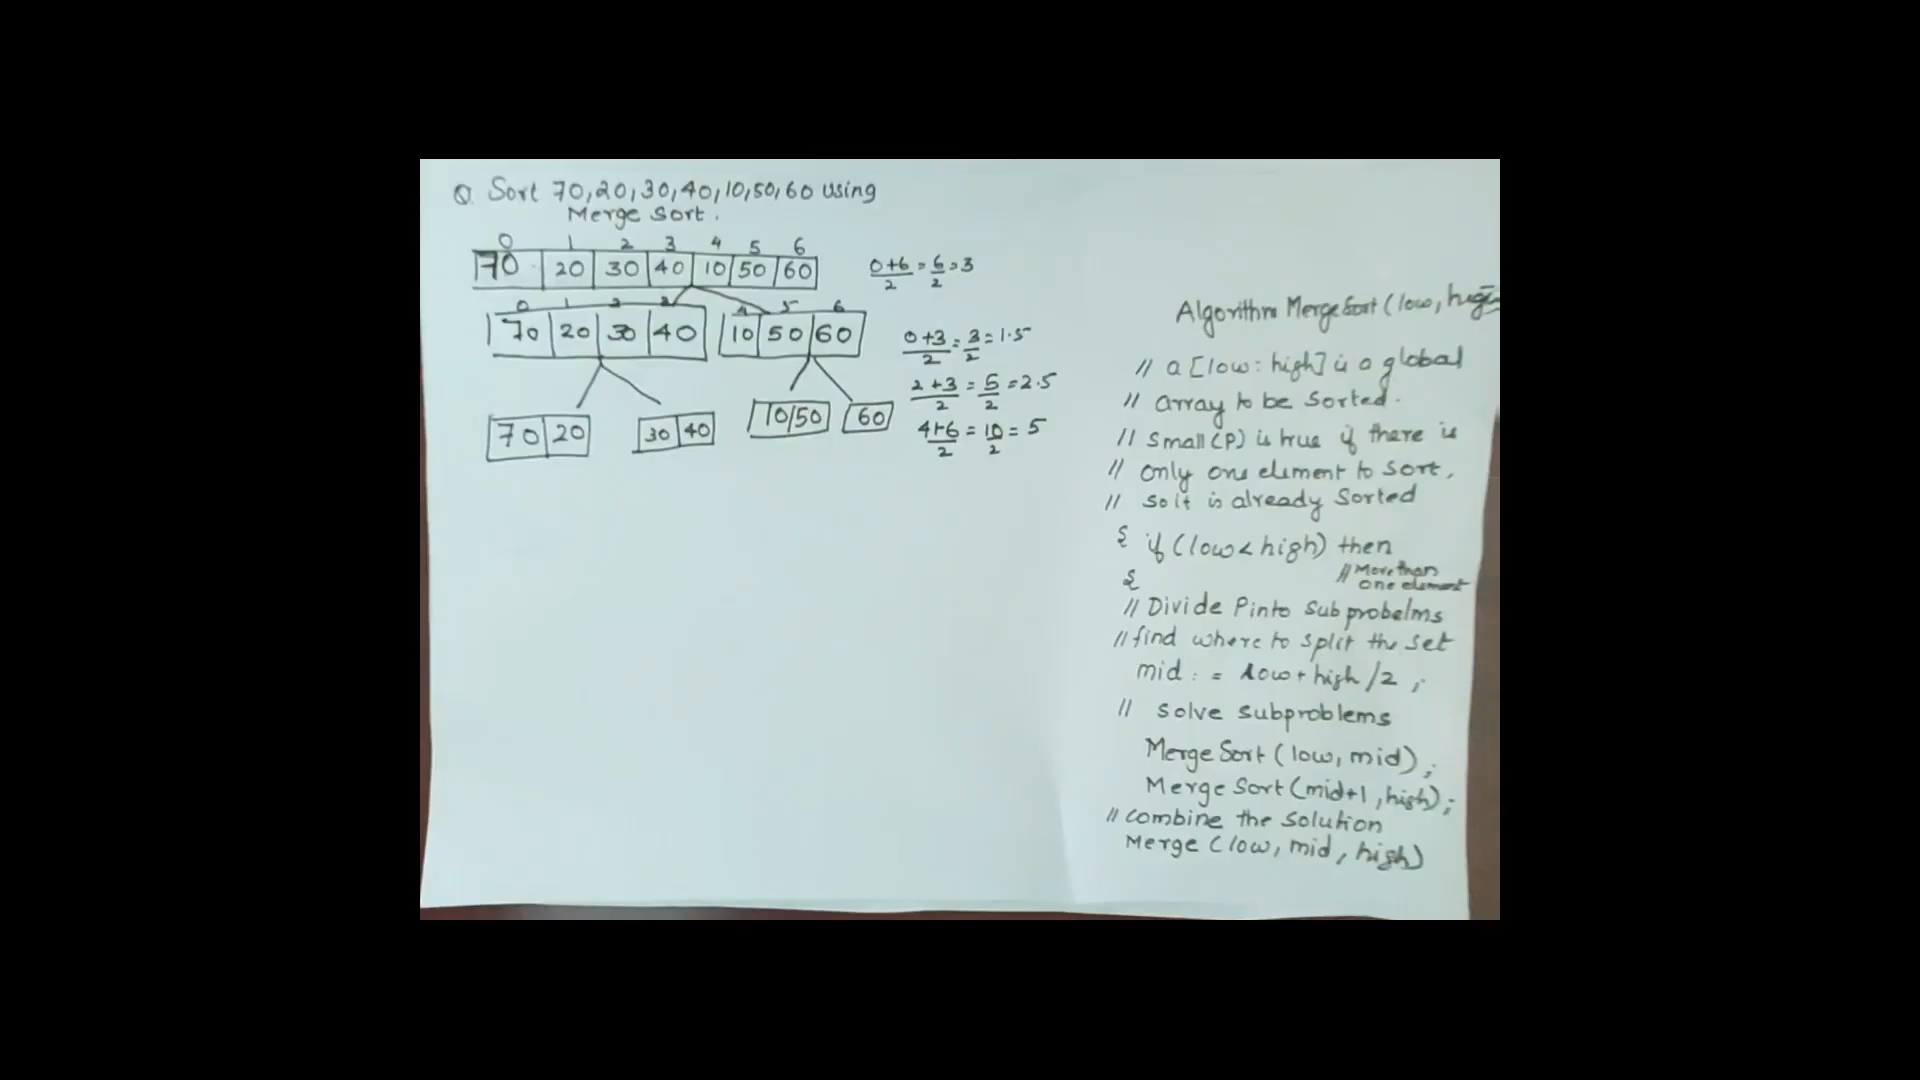 Q. Sort 70,20,30,40,10,50,60 using
Merge sort.
0 1 2 3 4 5 6
70 20 30 40 10 50 60
0+6/2 = 6/2 = 3
0 1 2 3 4 5 6
70 20 30 40 10 50 60
0+3/2 = 3/2 = 1.5
2+3/2 = 5/2 = 2.5
70 20 30 40 10/50 60
4+6/2 = 10/2 = 5
Algorithm MergeSort (low, high
// a [low : high] is a global
// array to be sorted.
// Small(P) is true if there is
// only one element to sort,
// so it is already Sorted
{ if (low < high) then
// More than
one element
{
// Divide P into Sub probelms
// find where to split the set
mid : = low + high /2 ;
// solve subproblems
Merge Sort (low, mid) ;
Merge Sort (mid+1, high) ;
// combine the solution
Merge (low, mid, high)